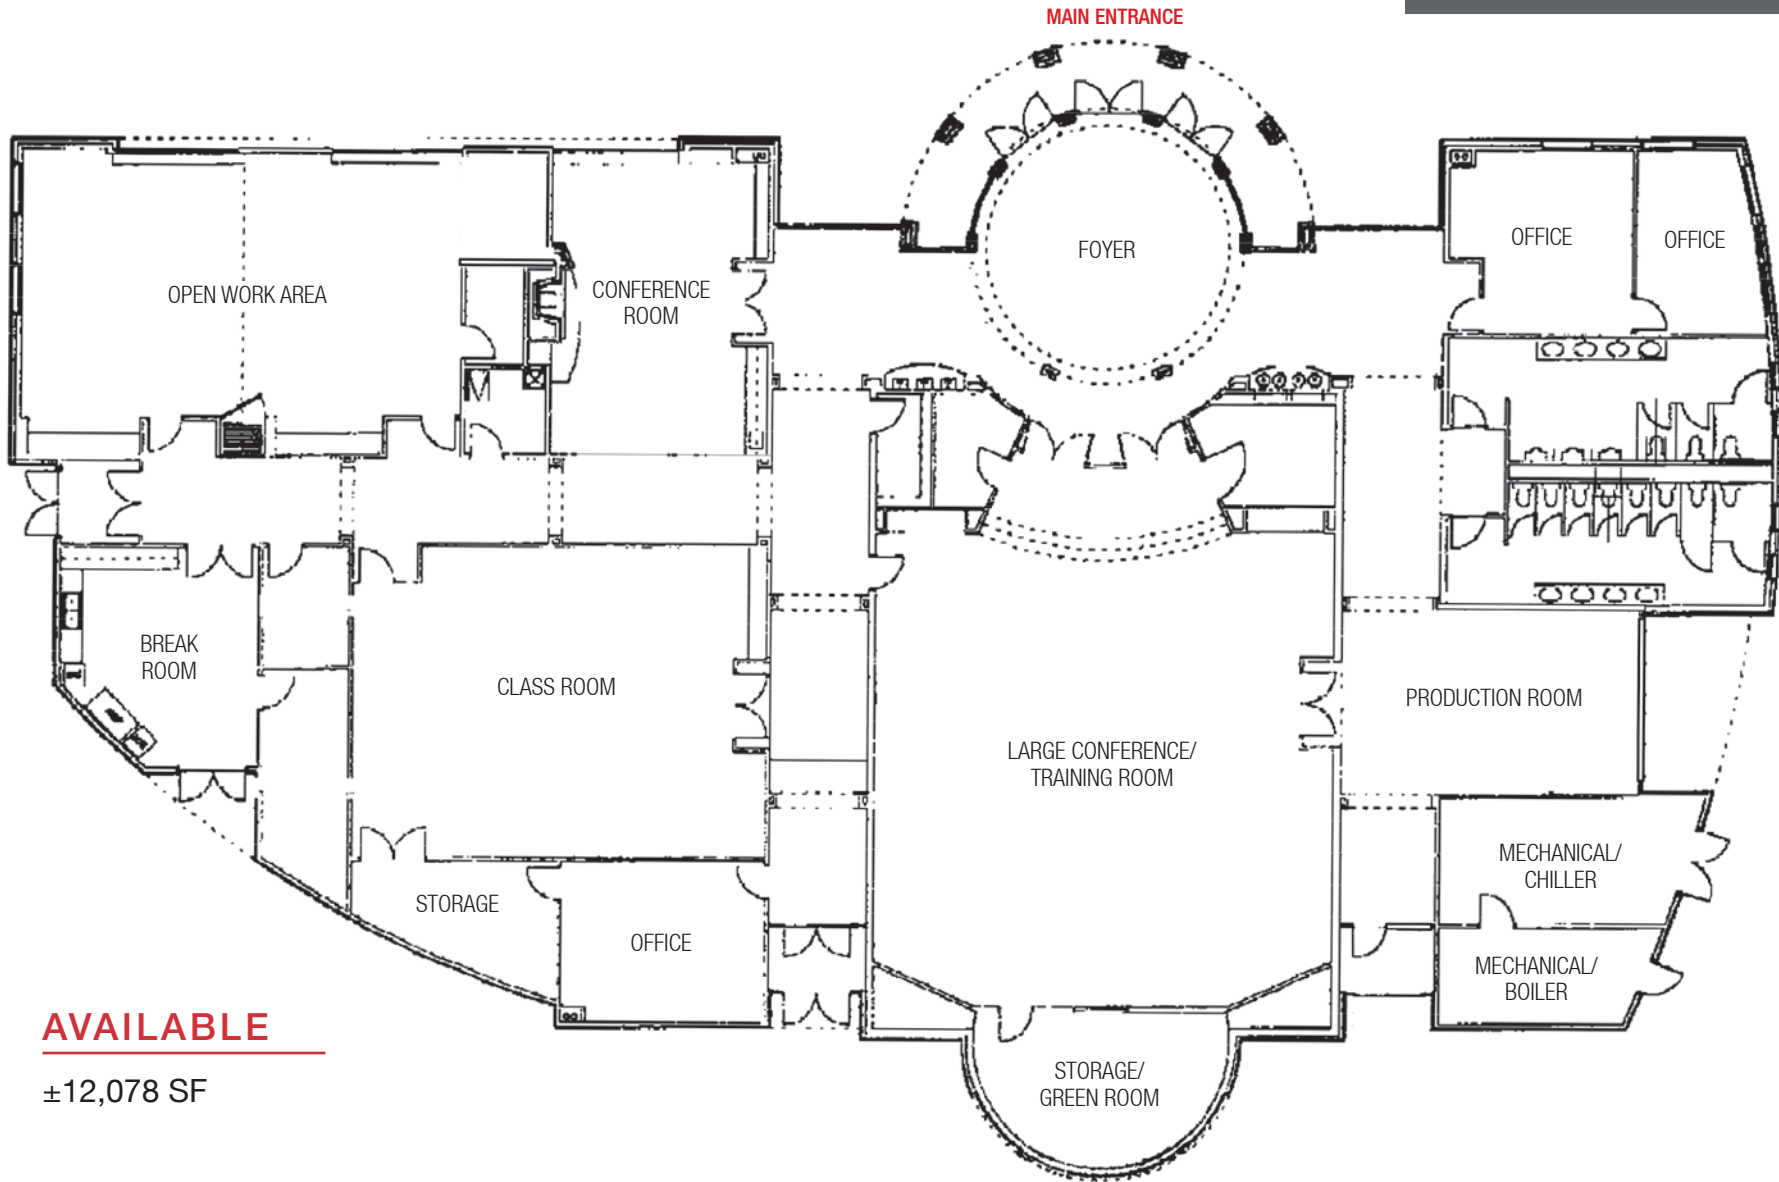 MAIN ENTRANCE
FOYER
OFFICE
OFFICE
OPEN WORK AREA
CONFERENCE
ROOM
BREAK
ROOM
CLASS ROOM
PRODUCTION ROOM
LARGE CONFERENCE/
TRAINING ROOM
MECHANICAL/
CHILLER
STORAGE
OFFICE
MECHANICAL/
BOILER
AVAILABLE
±12,078 SF
STORAGE/
GREEN ROOM